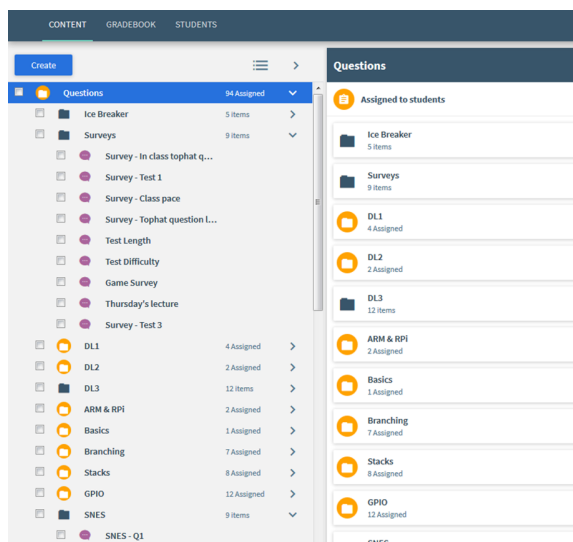 CONTENT GRADEBOOK STUDENTS
Create
Questions 94 Assigned
Ice Breaker 5 items
Surveys 9 items
Survey - In class tophat q...
Survey - Test 1
Survey - Class pace
Survey - Tophat question l...
Test Length
Test Difficulty
Game Survey
Thursday's lecture
Survey - Test 3
DL1 4 Assigned
DL2 2 Assigned
DL3 12 items
ARM & RPi 2 Assigned
Basics 1 Assigned
Branching 7 Assigned
Stacks 8 Assigned
GPIO 12 Assigned
SNES 9 items
SNES - Q1
Questions
Assigned to students
Ice Breaker
5 items
Surveys
9 items
DL1
4 Assigned
DL2
2 Assigned
DL3
12 items
ARM & RPi
2 Assigned
Basics
1 Assigned
Branching
7 Assigned
Stacks
8 Assigned
GPIO
12 Assigned
SNES